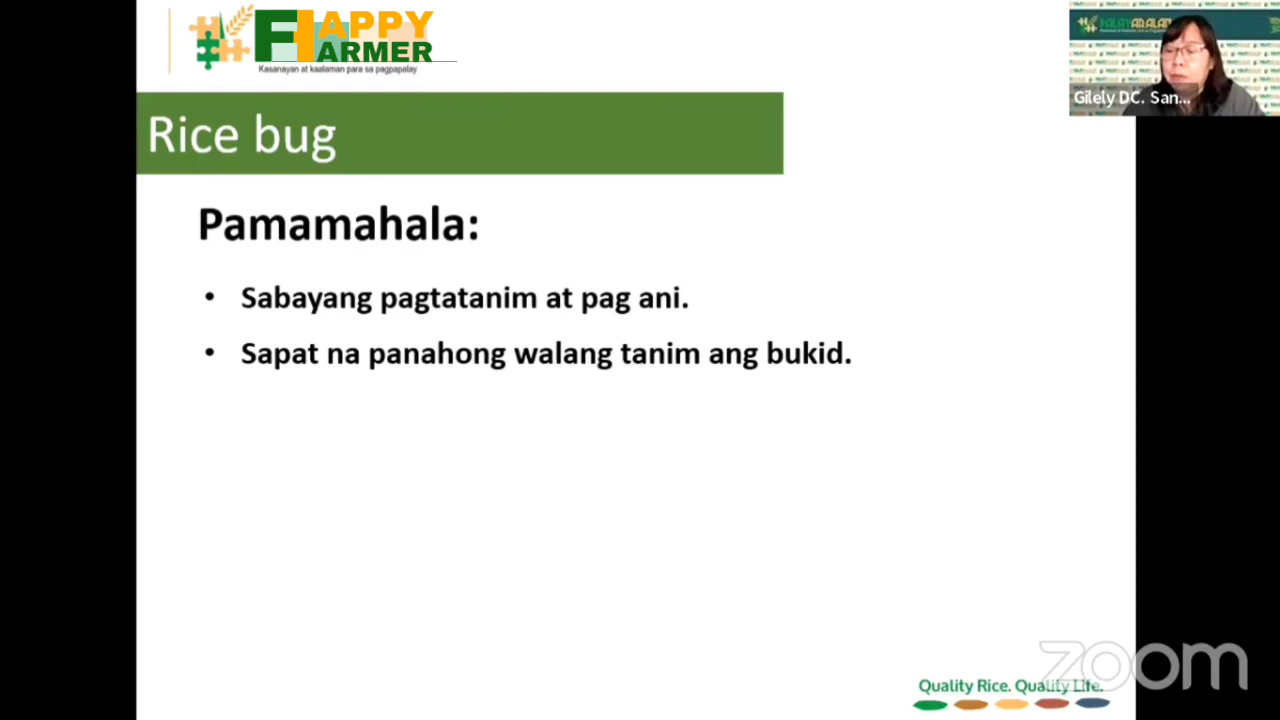 HAPPY
FARMER
Kasanayan at kaalaman para sa pagpapalay
PALAYARALAN
Gilely DC. San...
Rice bug
Pamamahala:
• Sabayang pagtatanim at pag ani.
• Sapat na panahong walang tanim ang bukid.
zoom
Quality Rice. Quality Life.